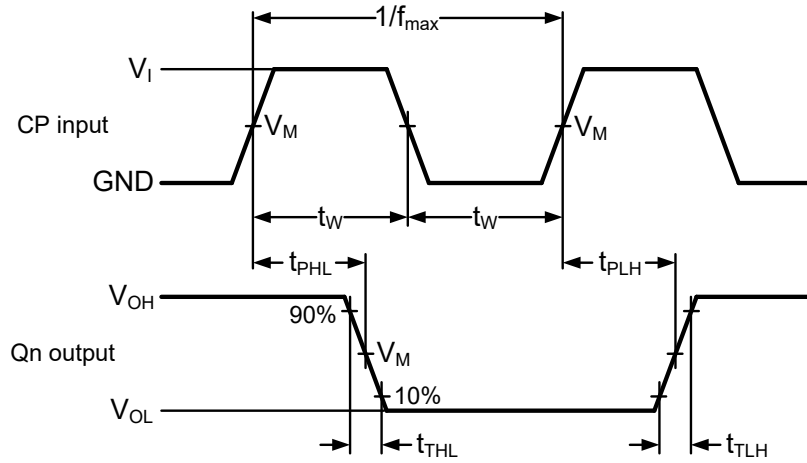 1/fmax
VI
CP input
VM
VM
GND
tW
tW
tPHL
tPLH
VOH
90%
Qn output
VM
10%
VOL
tTHL
tTLH